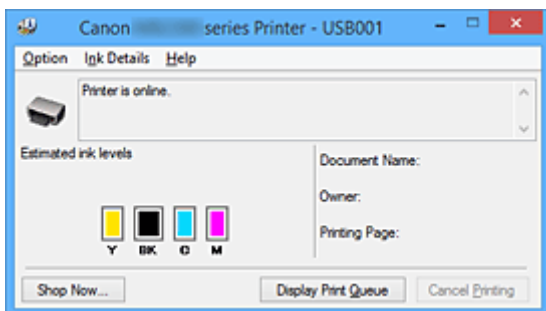 Canon series Printer - USB001
Option Ink Details Help
Printer is online.
Estimated ink levels
Document Name:
Owner:
Printing Page:
Y BK C M
Shop Now... Display Print Queue Cancel Printing